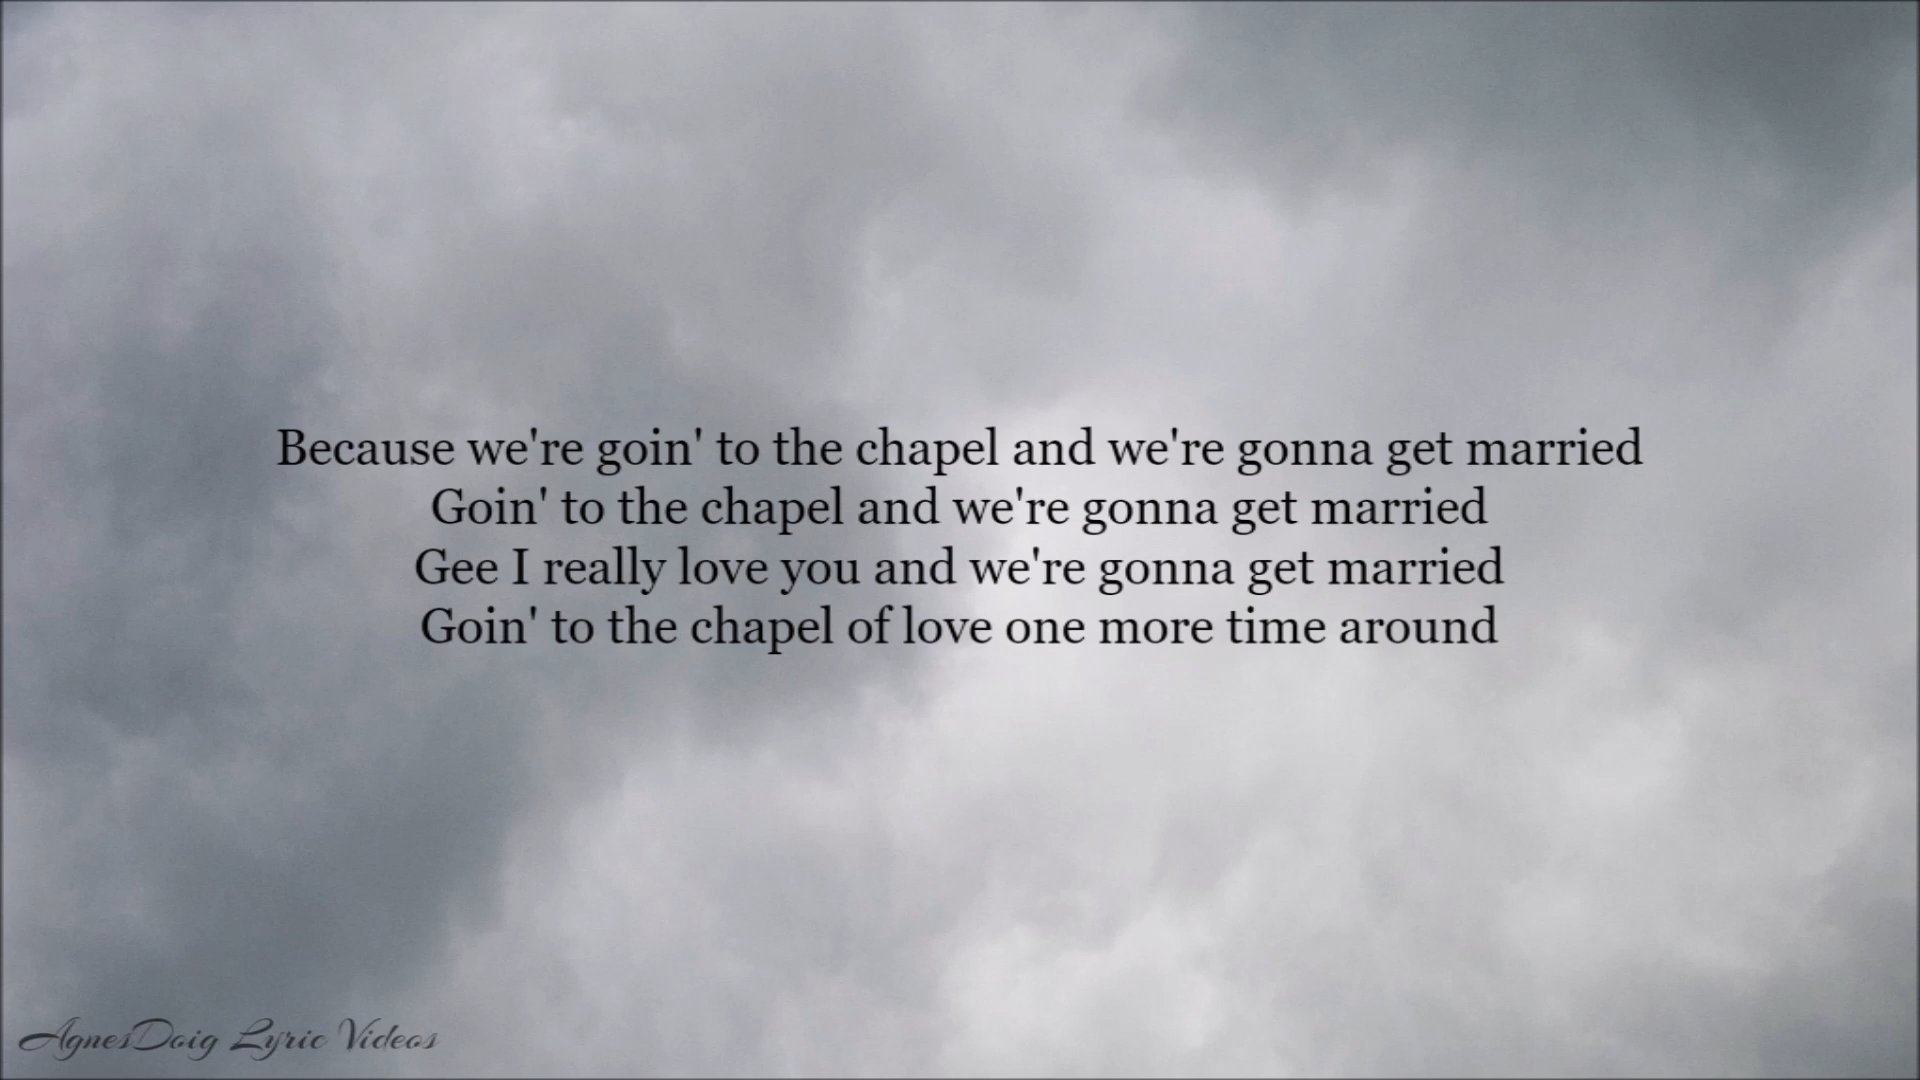 Because we're goin' to the chapel and we're gonna get married
Goin' to the chapel and we're gonna get married
Gee I really love you and we're gonna get married
Goin' to the chapel of love one more time around
AgnesDoig Lyric Videos